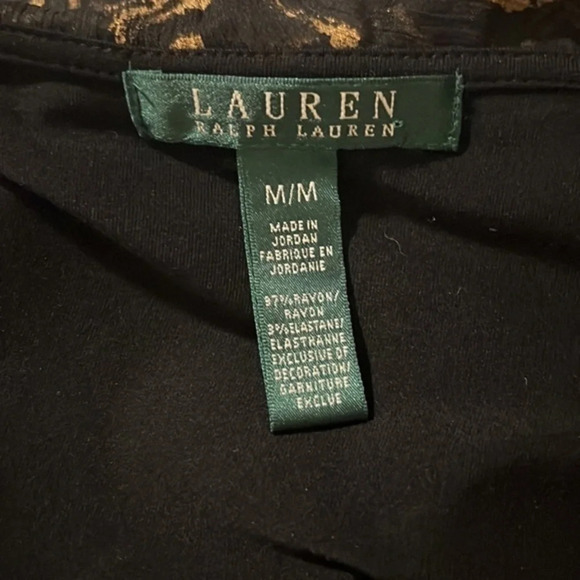 LAUREN
RALPH LAUREN
M/M
MADE IN
JORDAN
FABRIQUE EN
JORDANIE
97%RAYON/
RAYON
3%ELASTANE/
ELASTHANNE
EXCLUSIVE OF
DECORATION/
GARNITURE
EXCLUE